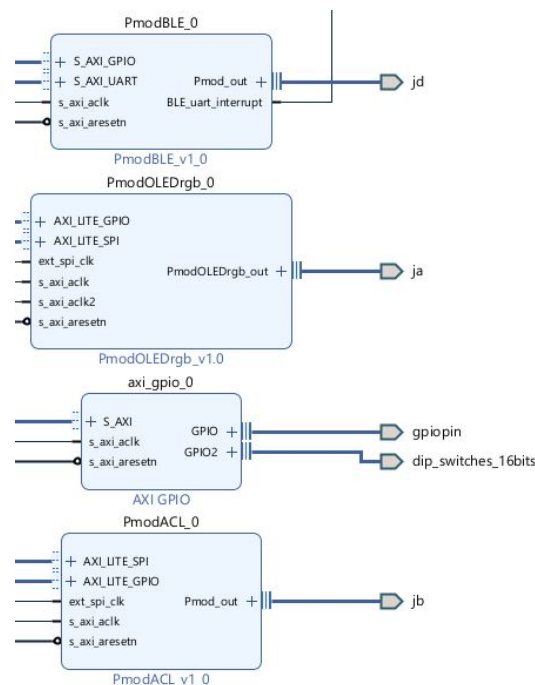 PmodBLE_0
S_AXI_GPIO
S_AXI_UART
s_axi_aclk
s_axi_aresetn
Pmod_out
BLE_uart_interrupt
jd
PmodBLE_v1_0
PmodOLEDrgb_0
AXI_LITE_GPIO
AXI_LITE_SPI
ext_spi_clk
s_axi_aclk
s_axi_aclk2
s_axi_aresetn
PmodOLEDrgb_out
ja
PmodOLEDrgb_v1.0
axi_gpio_0
S_AXI
s_axi_aclk
s_axi_aresetn
GPIO
GPIO2
gpiopin
dip_switches_16bits
AXI GPIO
PmodACL_0
AXI_LITE_SPI
AXI_LITE_GPIO
ext_spi_clk
s_axi_aclk
s_axi_aresetn
Pmod_out
jb
PmodACL_v1_0